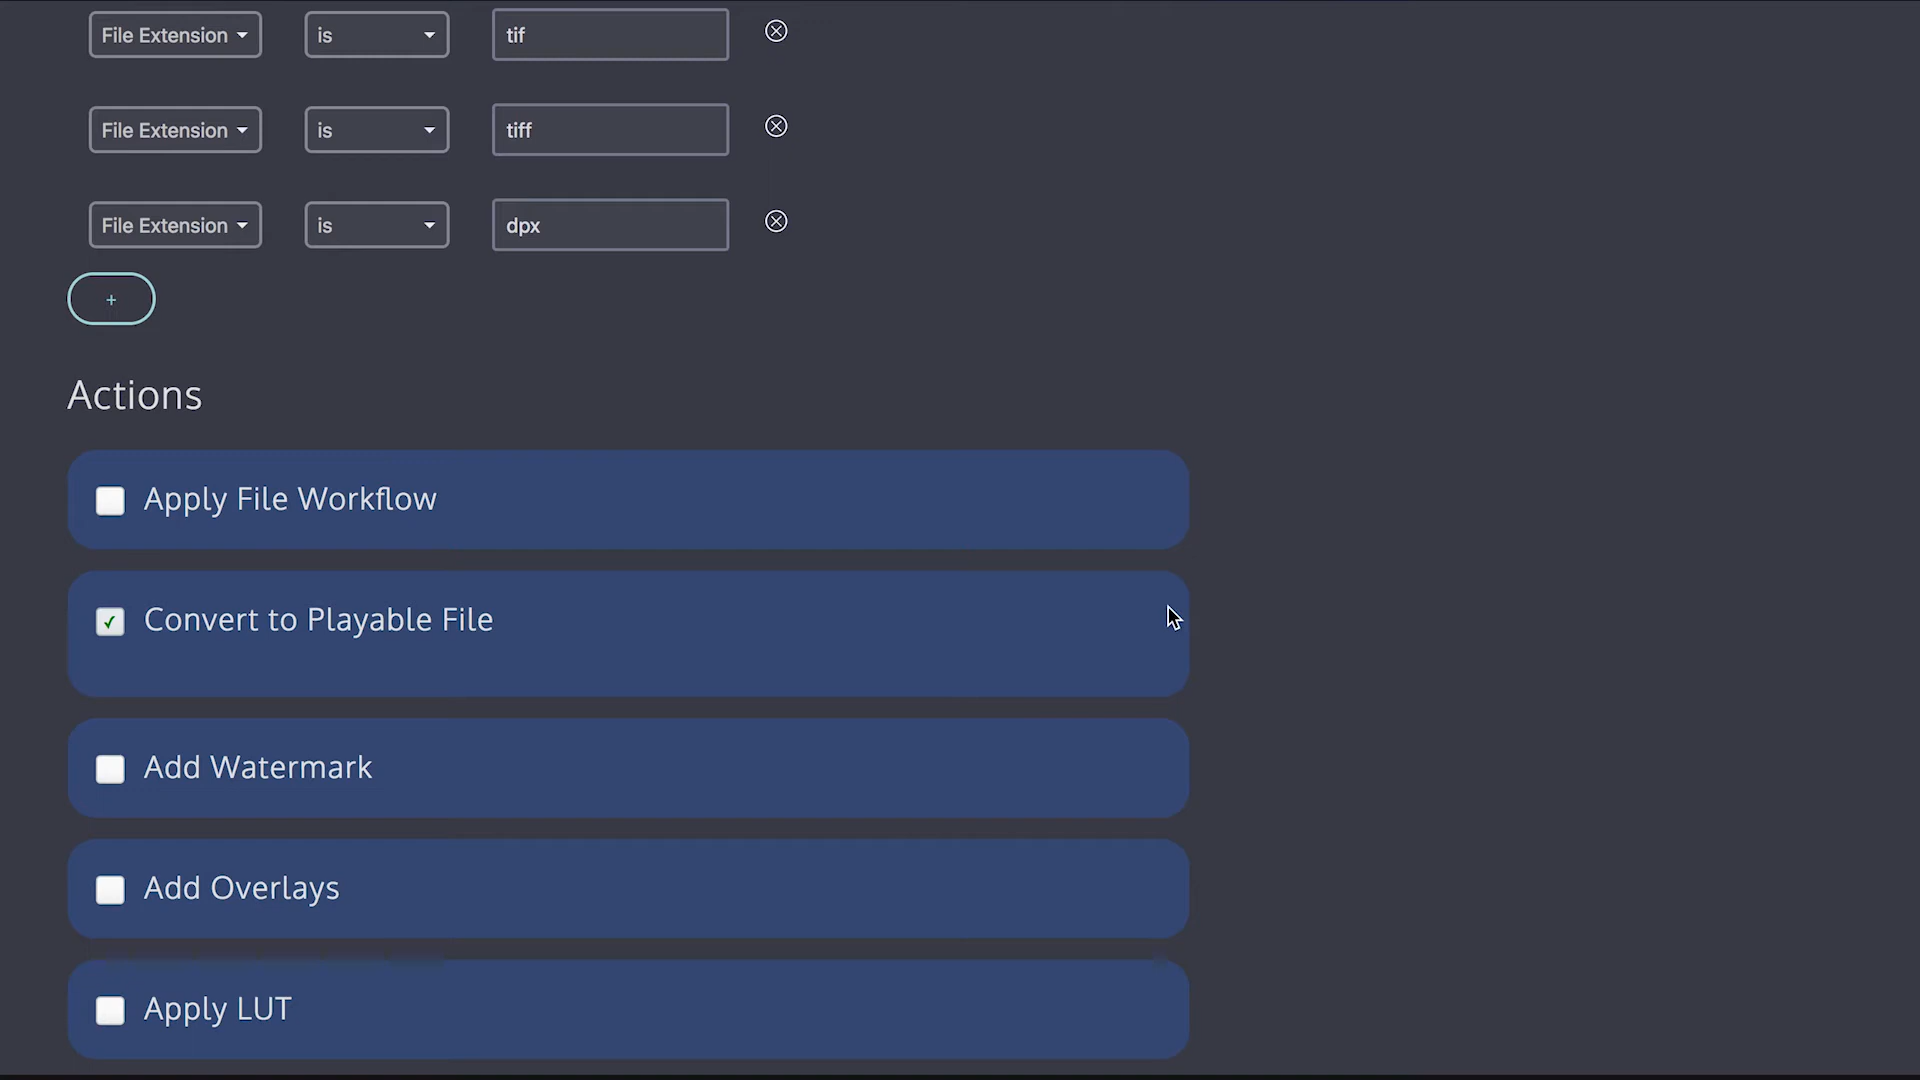 File Extension is tif
File Extension is tiff
File Extension is dpx
+
Actions
Apply File Workflow
Convert to Playable File
Add Watermark
Add Overlays
Apply LUT